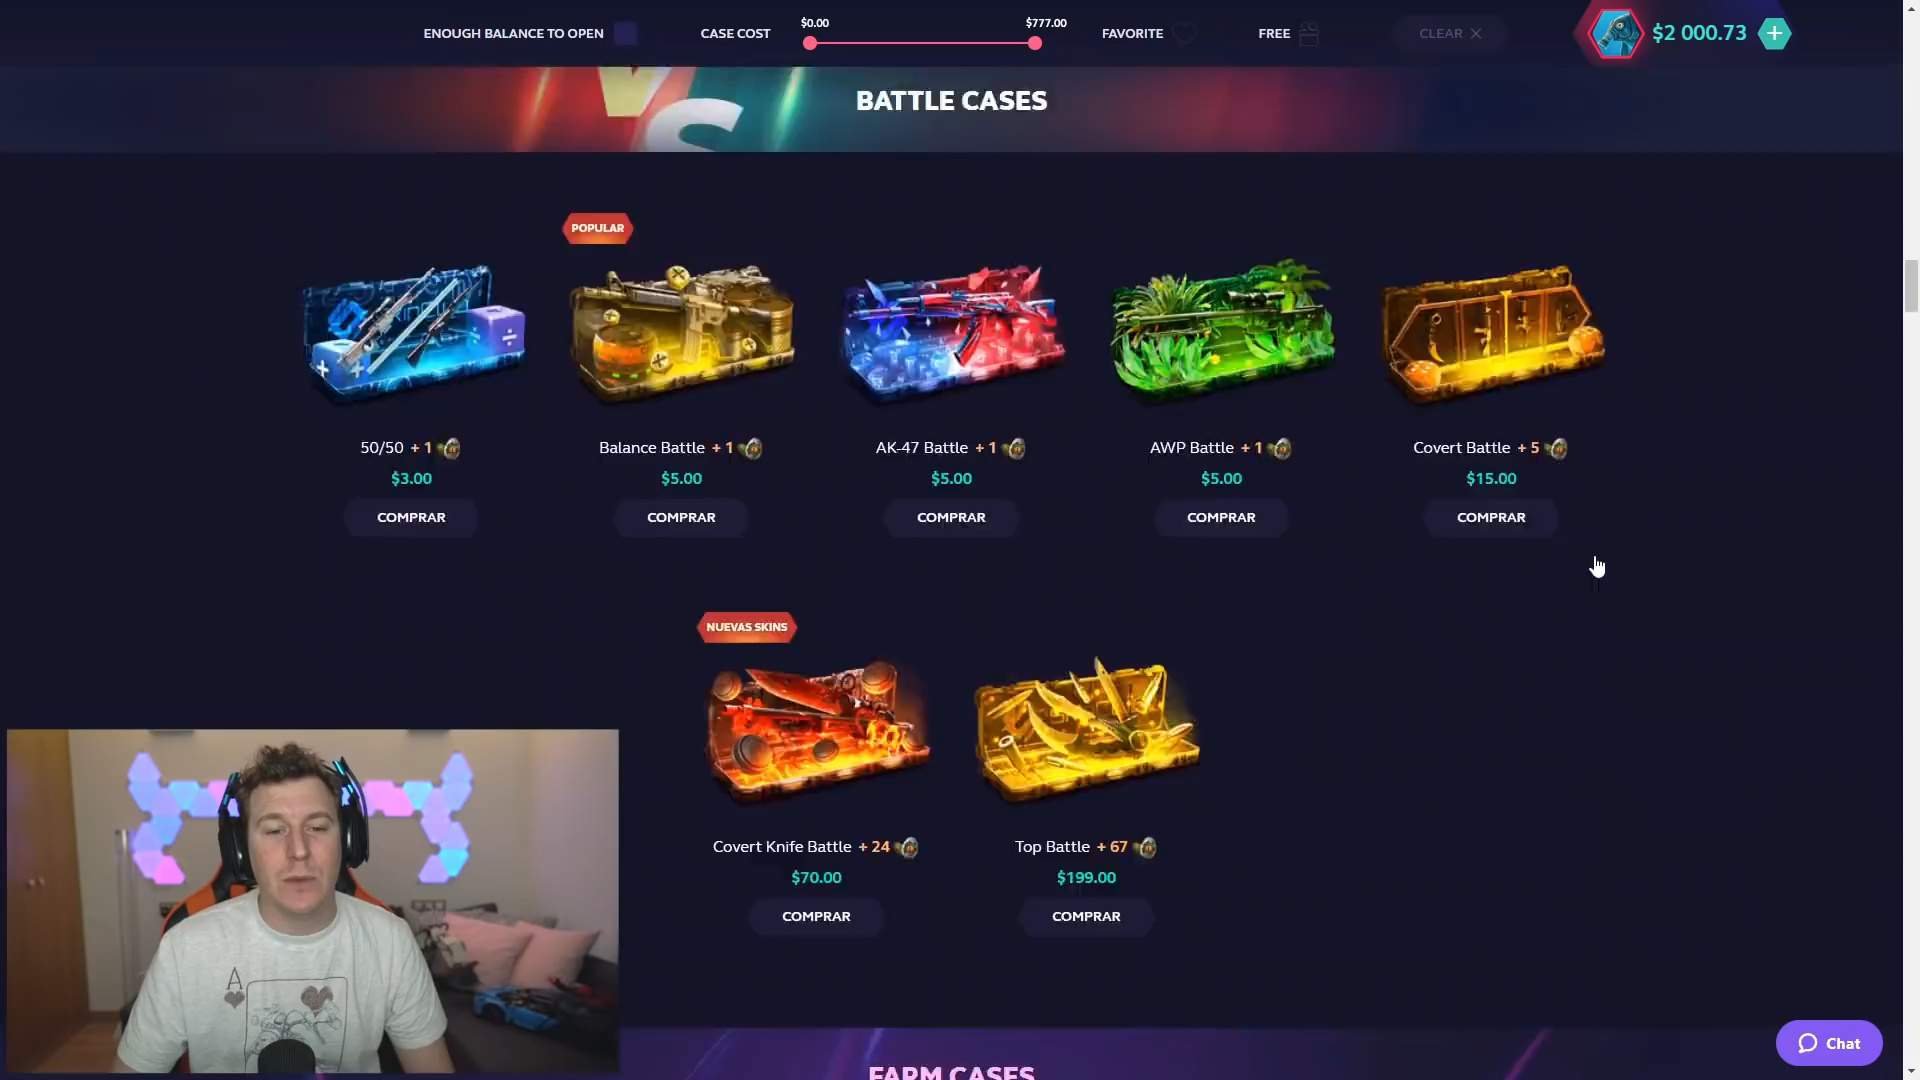 ENOUGH BALANCE TO OPEN
CASE COST
$0.00
$777.00
FAVORITE
FREE
CLEAR
$2 000.73
VS
BATTLE CASES
POPULAR
50/50 + 1
$3.00
COMPRAR
Balance Battle + 1
$5.00
COMPRAR
AK-47 Battle + 1
$5.00
COMPRAR
AWP Battle + 1
$5.00
COMPRAR
Covert Battle + 5
$15.00
COMPRAR
NUEVAS SKINS
Covert Knife Battle + 24
$70.00
COMPRAR
Top Battle + 67
$199.00
COMPRAR
A
FARM CASES
Chat